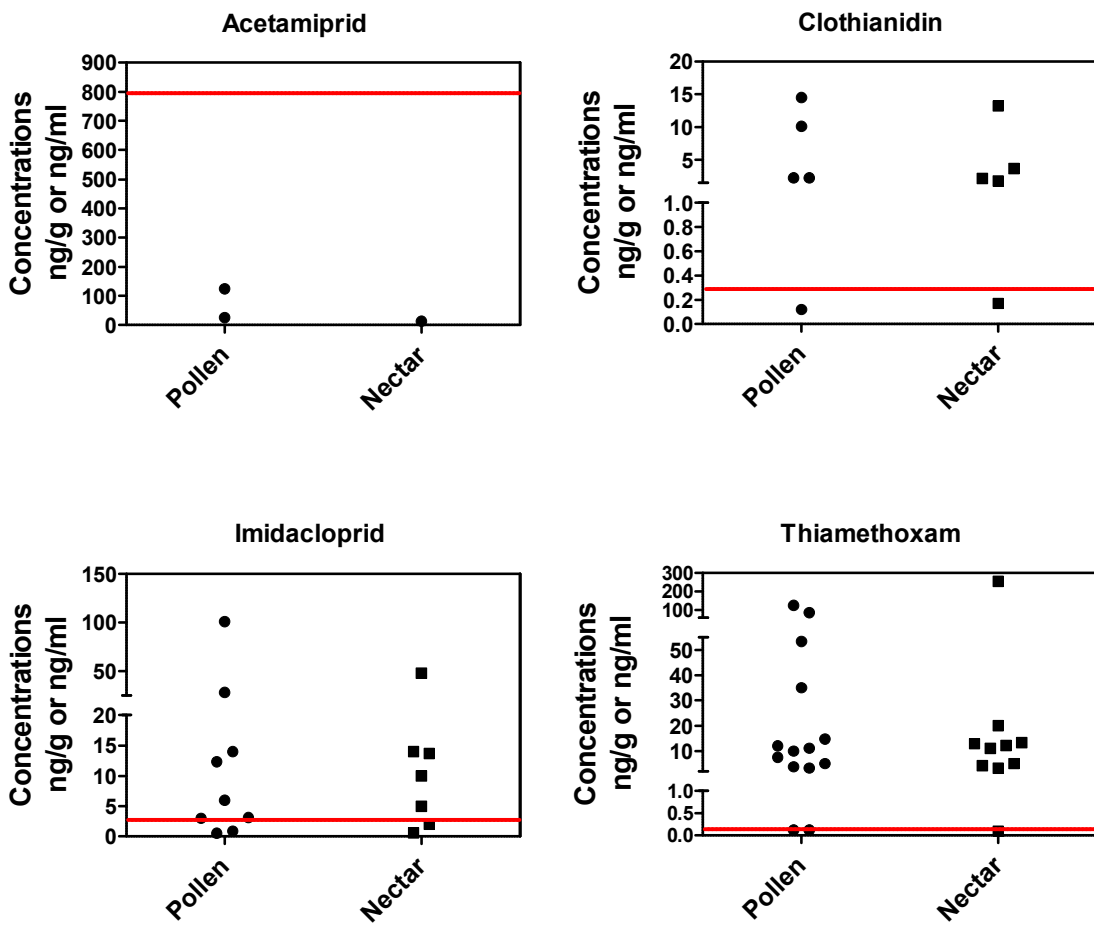 Acetamiprid
Concentrations
ng/g or ng/ml
900
800
700
600
500
400
300
200
100
0
Pollen
Nectar
Clothianidin
Concentrations
ng/g or ng/ml
20
15
10
5
1.0
0.8
0.6
0.4
0.2
0.0
Pollen
Nectar
Imidacloprid
Concentrations
ng/g or ng/ml
150
100
50
20
15
10
5
0
Pollen
Nectar
Thiamethoxam
Concentrations
ng/g or ng/ml
300
200
100
50
40
30
20
10
1.0
0.5
0.0
Pollen
Nectar